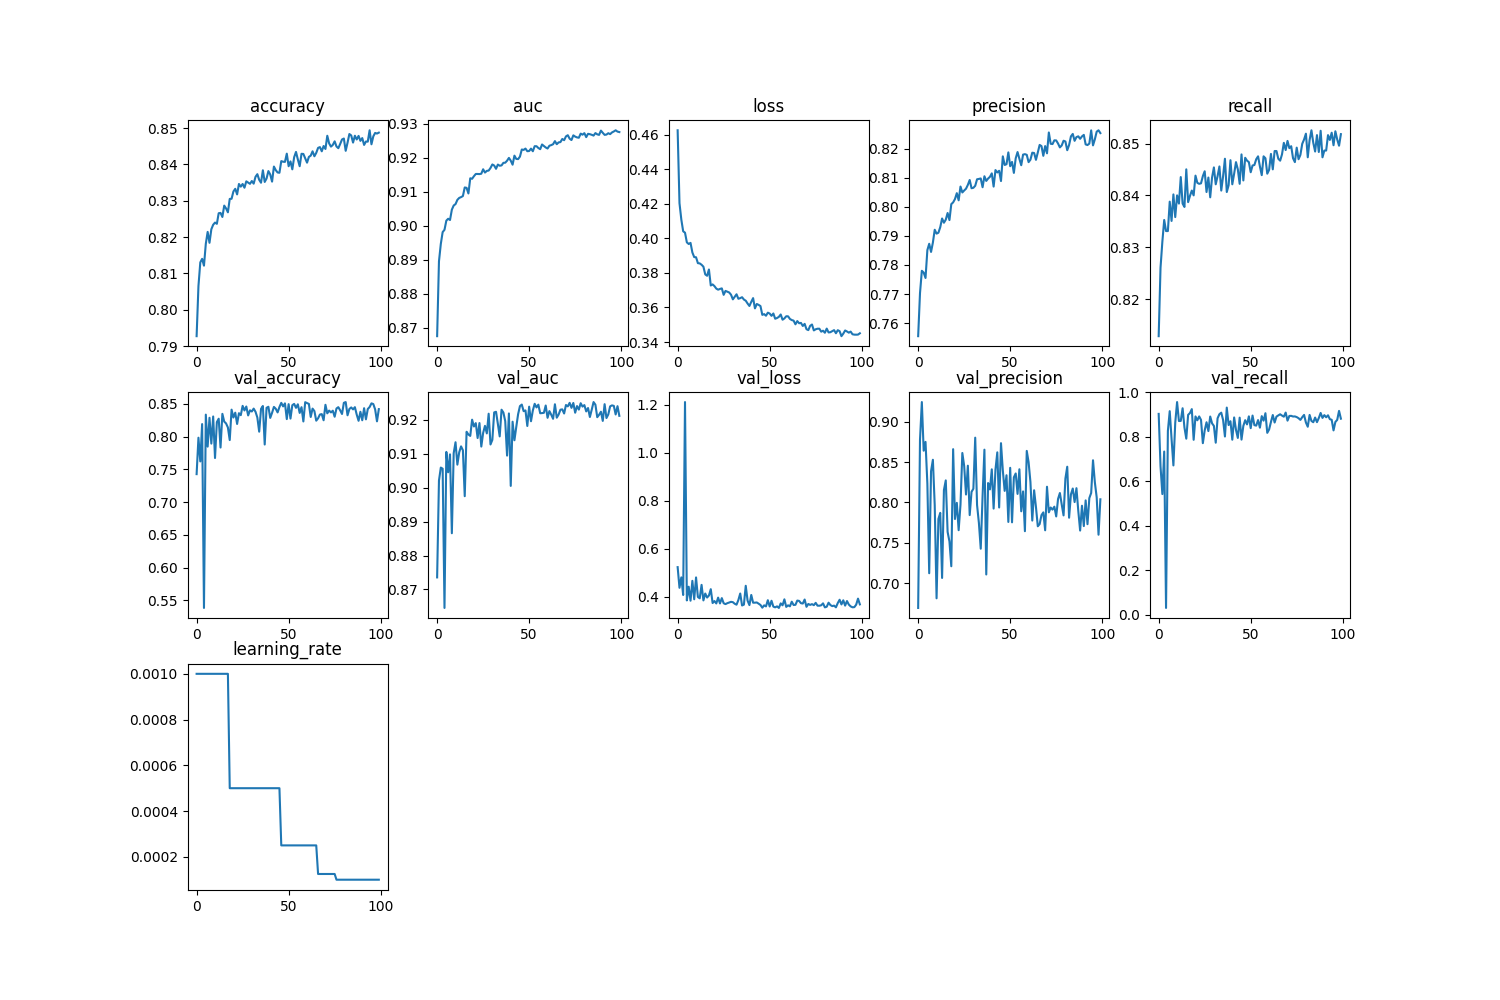 accuracy auc loss precision recall
0.85 0.84 0.83 0.82 0.81 0.80 0.79
0 50 100
0.93 0.92 0.91 0.90 0.89 0.88 0.87
0 50 100
0.46 0.44 0.42 0.40 0.38 0.36 0.34
0 50 100
0.82 0.81 0.80 0.79 0.78 0.77 0.76
0 50 100
0.85 0.84 0.83 0.82
0 50 100
val_accuracy val_auc val_loss val_precision val_recall
0.85 0.80 0.75 0.70 0.65 0.60 0.55
0 50 100
0.92 0.91 0.90 0.89 0.88 0.87
0 50 100
1.2 1.0 0.8 0.6 0.4
0 50 100
0.90 0.85 0.80 0.75 0.70
0 50 100
1.0 0.8 0.6 0.4 0.2 0.0
0 50 100
learning_rate
0.0010
0.0008
0.0006
0.0004
0.0002
0 50 100